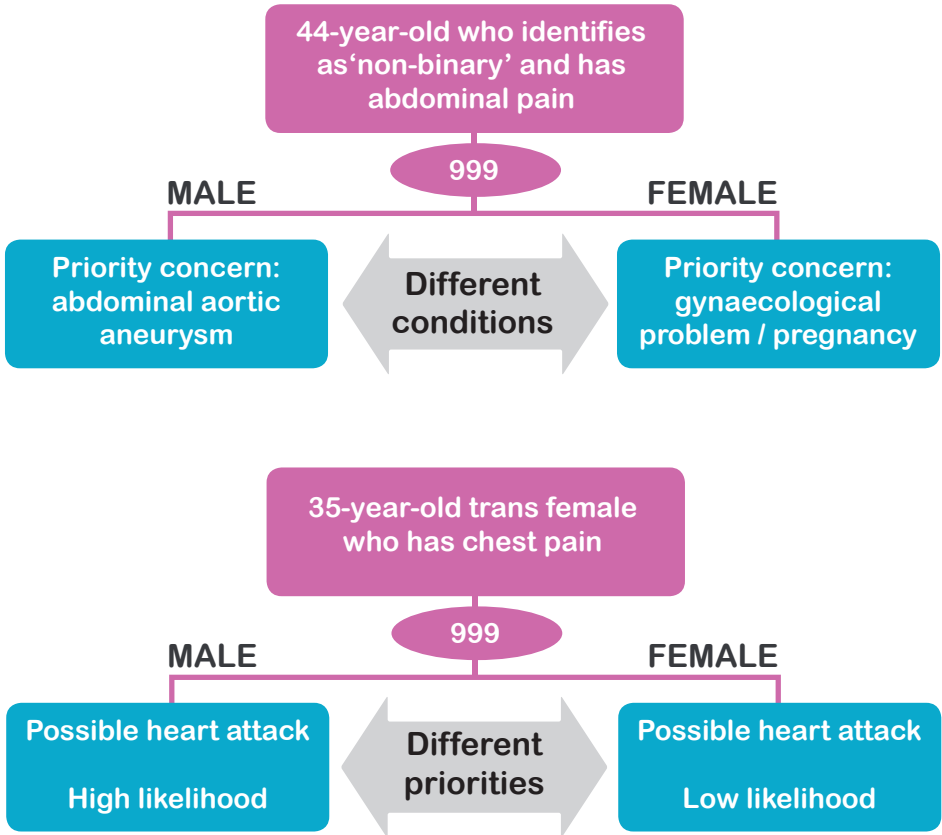 44-year-old who identifies
as‘non-binary’ and has
abdominal pain
999
MALE
FEMALE
Priority concern:
abdominal aortic
aneurysm
Different
conditions
Priority concern:
gynaecological
problem / pregnancy
35-year-old trans female
who has chest pain
999
MALE
FEMALE
Possible heart attack
High likelihood
Different
priorities
Possible heart attack
Low likelihood